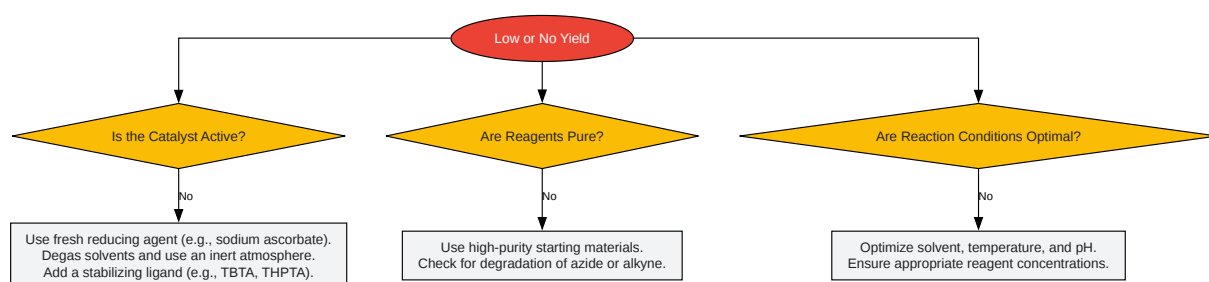 Low or No Yield
Is the Catalyst Active?
Are Reagents Pure?
Are Reaction Conditions Optimal?
No
No
No
Use fresh reducing agent (e.g., sodium ascorbate).
Degas solvents and use an inert atmosphere.
Add a stabilizing ligand (e.g., TBTA, THPTA).
Use high-purity starting materials.
Check for degradation of azide or alkyne.
Optimize solvent, temperature, and pH.
Ensure appropriate reagent concentrations.